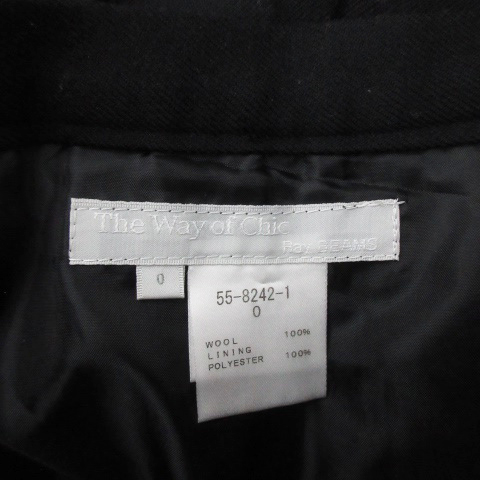 The Way of Chic
Ray BEAMS
0
55-8242-1
0
WOOL 100%
LINING
POLYESTER 100%